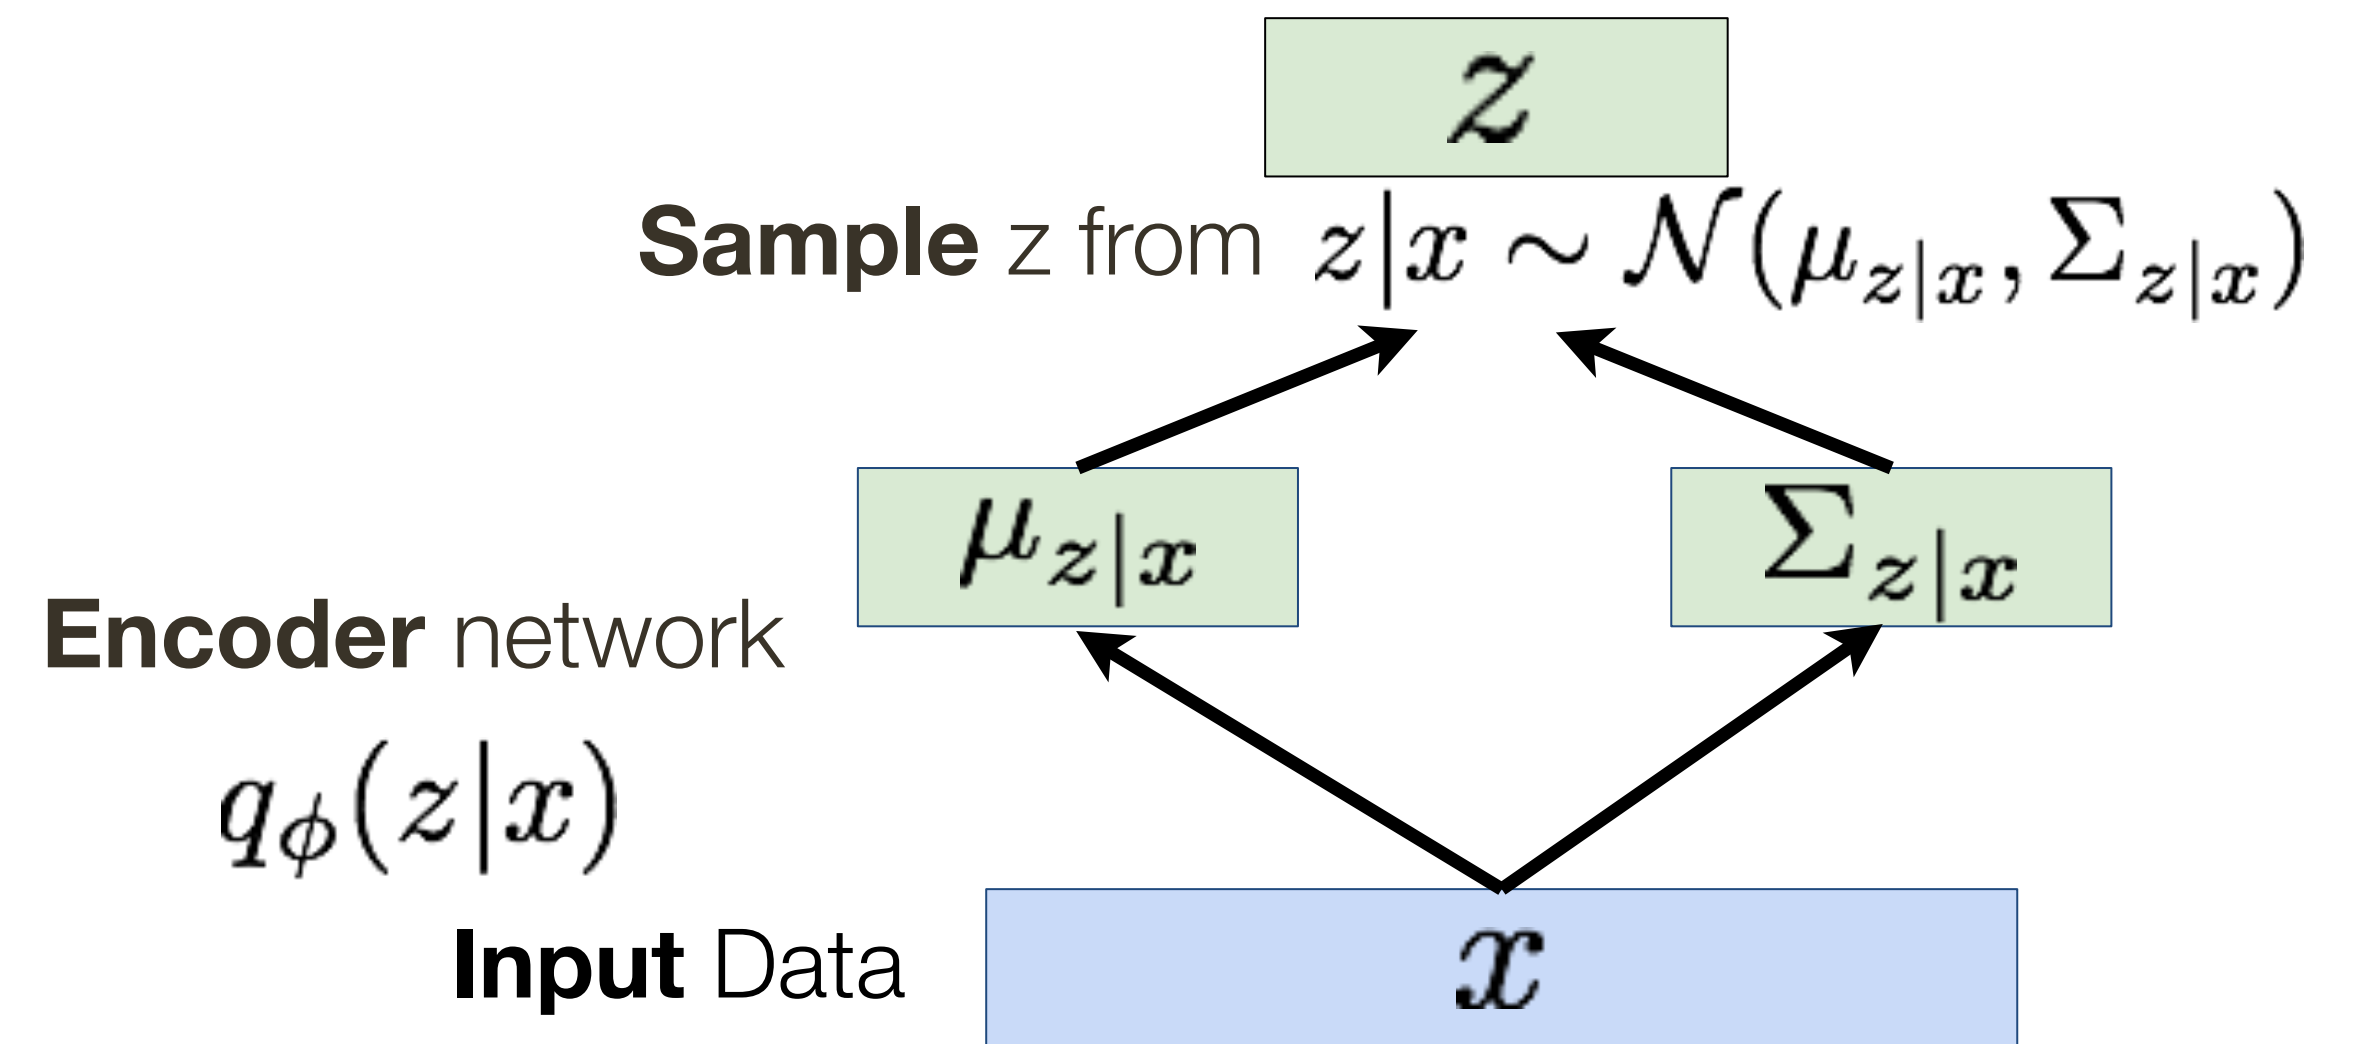 z
Sample z from z|x ∼ 𝒩(μ_{z|x}, Σ_{z|x})
μ_{z|x} Σ_{z|x}
Encoder network
q_ϕ(z|x)
Input Data x